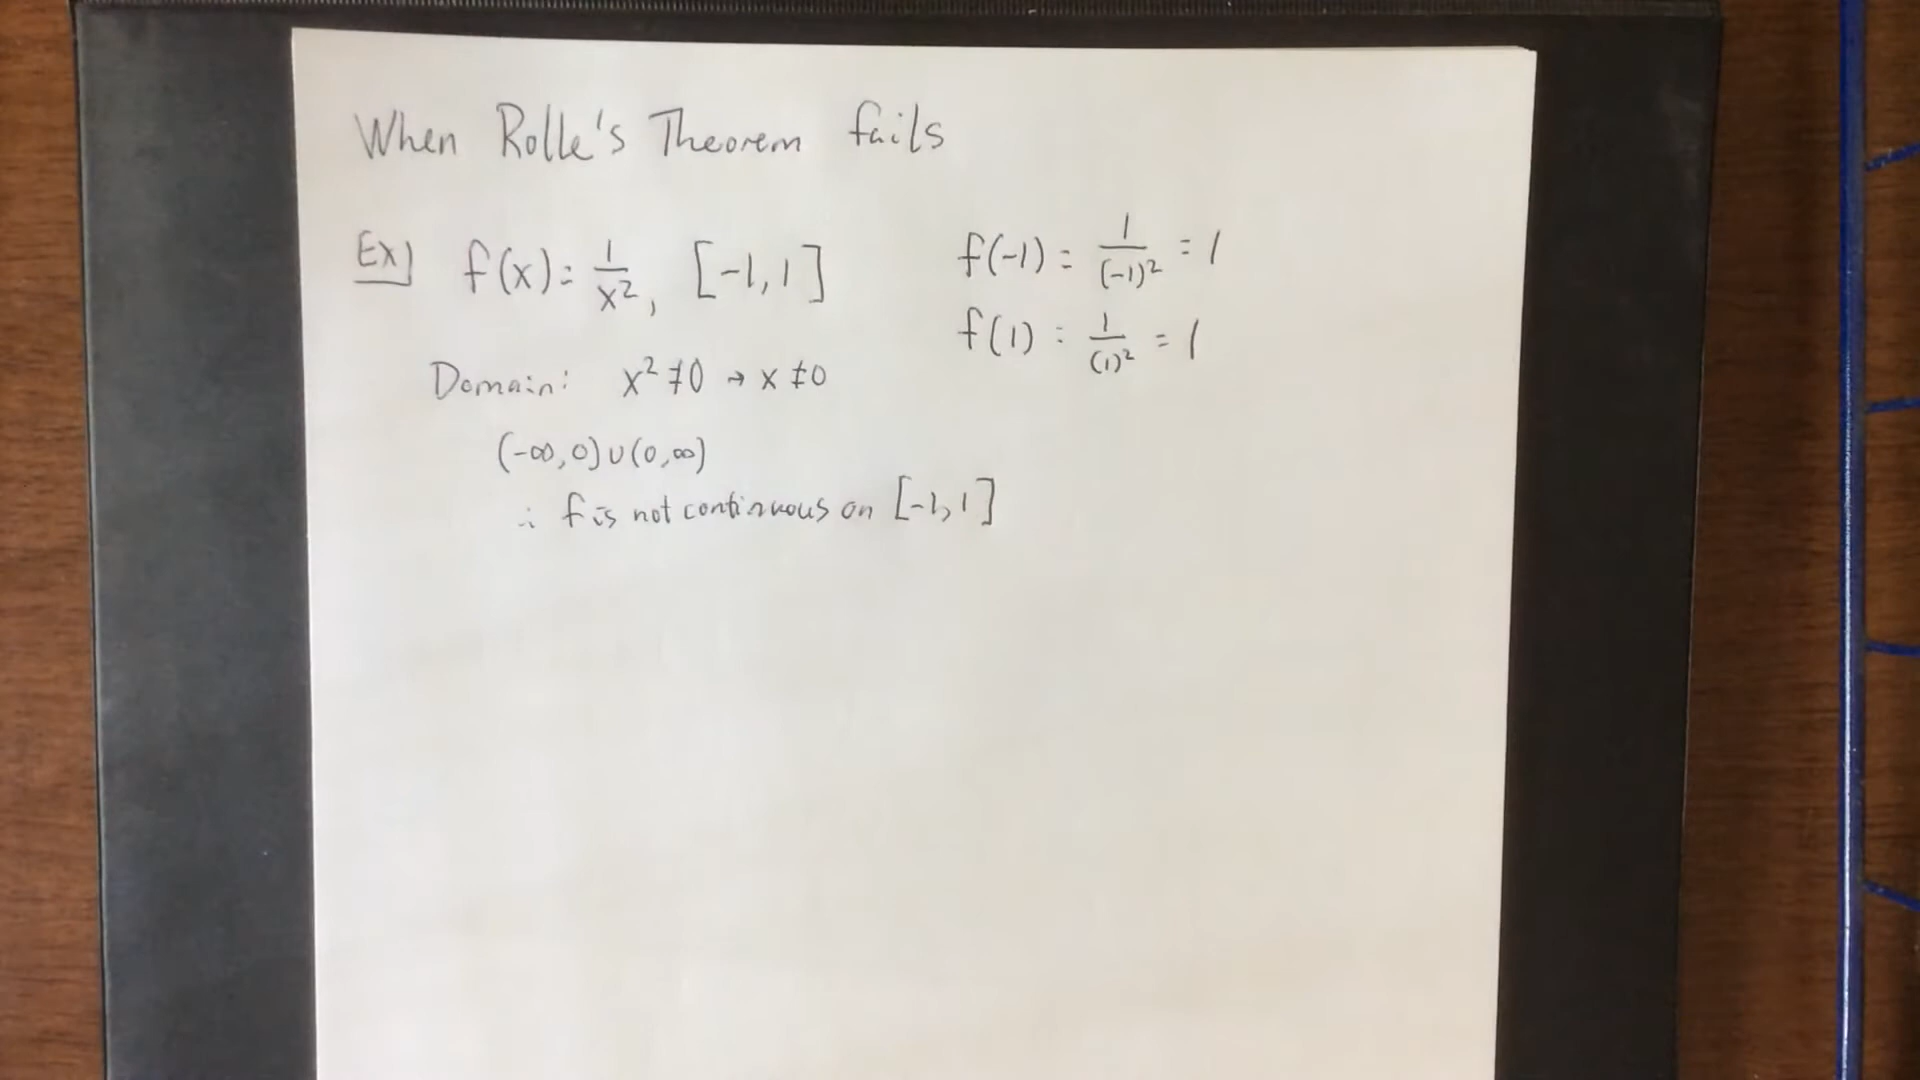 When Rolle's Theorem fails
Ex] f(x) = 1/x², [-1, 1]
f(-1) = 1/(-1)² = 1
f(1) = 1/(1)² = 1
Domain: x² ≠ 0 → x ≠ 0
(-∞, 0) ∪ (0, ∞)
∴ f is not continuous on [-1, 1]